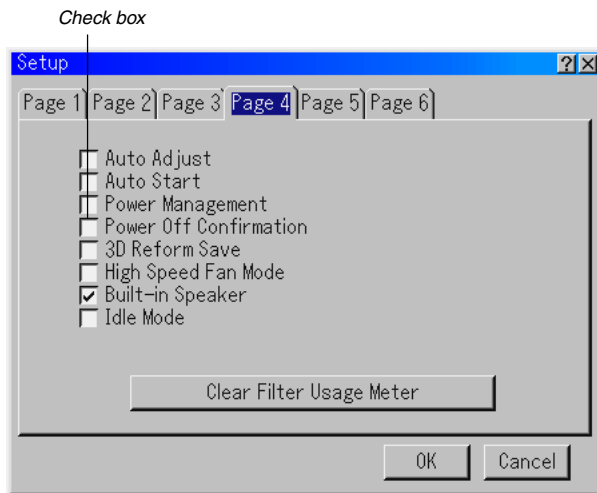 Check box
Setup
Page 1 Page 2 Page 3 Page 4 Page 5 Page 6
Auto Adjust
Auto Start
Power Management
Power Off Confirmation
3D Reform Save
High Speed Fan Mode
Built-in Speaker
Idle Mode
Clear Filter Usage Meter
OK Cancel